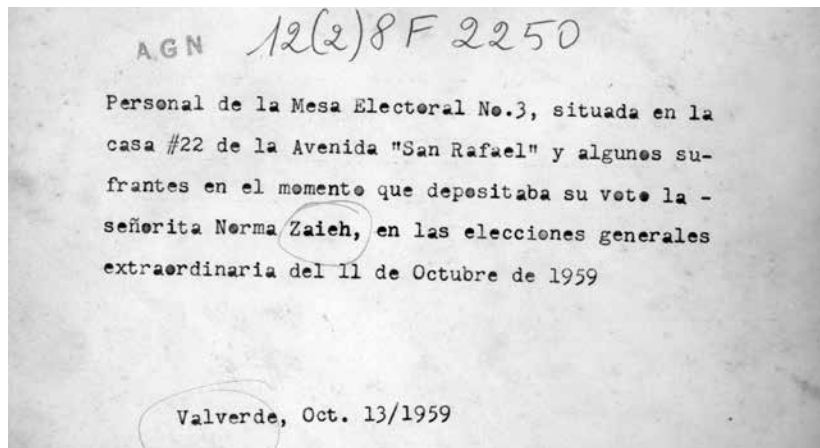 A.G N 12(2)8F 2250
Personal de la Mesa Electoral No.3, situada en la
casa #22 de la Avenida "San Rafael" y algunos su-
frantes en el momento que depositaba su voto la -
señorita Norma Zaieh, en las elecciones generales
extraordinaria del 11 de Octubre de 1959
Valverde, Oct. 13/1959